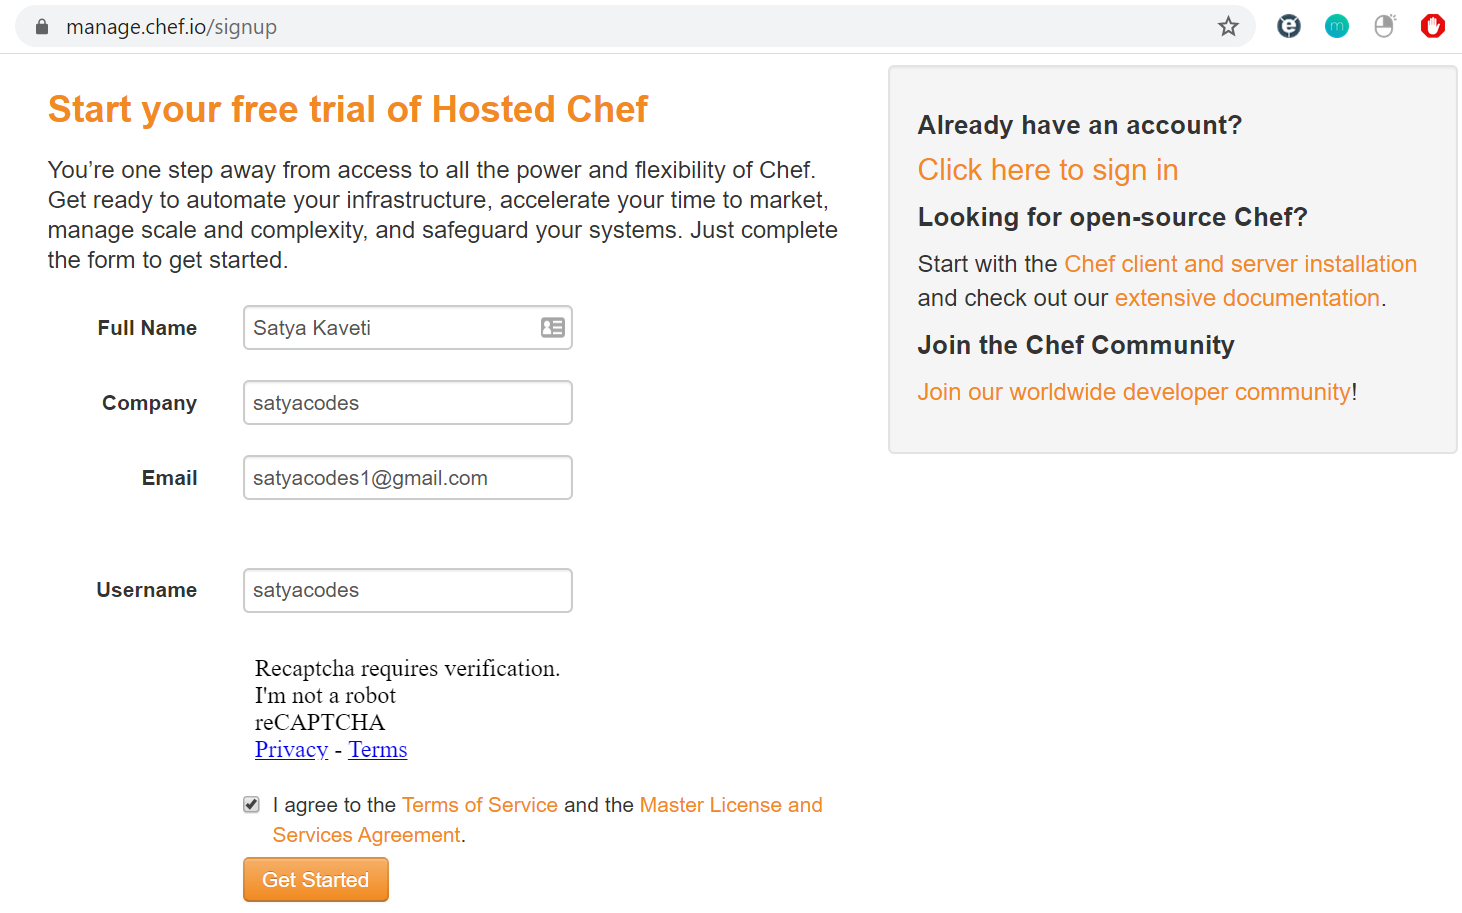 manage.chef.io/signup
Start your free trial of Hosted Chef
You’re one step away from access to all the power and flexibility of Chef.
Get ready to automate your infrastructure, accelerate your time to market,
manage scale and complexity, and safeguard your systems. Just complete
the form to get started.
Full Name
Satya Kaveti
Company
satyacodes
Email
satyacodes1@gmail.com
Username
satyacodes
Recaptcha requires verification.
I'm not a robot
reCAPTCHA
Privacy - Terms
I agree to the Terms of Service and the Master License and
Services Agreement.
Get Started
Already have an account?
Click here to sign in
Looking for open-source Chef?
Start with the Chef client and server installation
and check out our extensive documentation.
Join the Chef Community
Join our worldwide developer community!